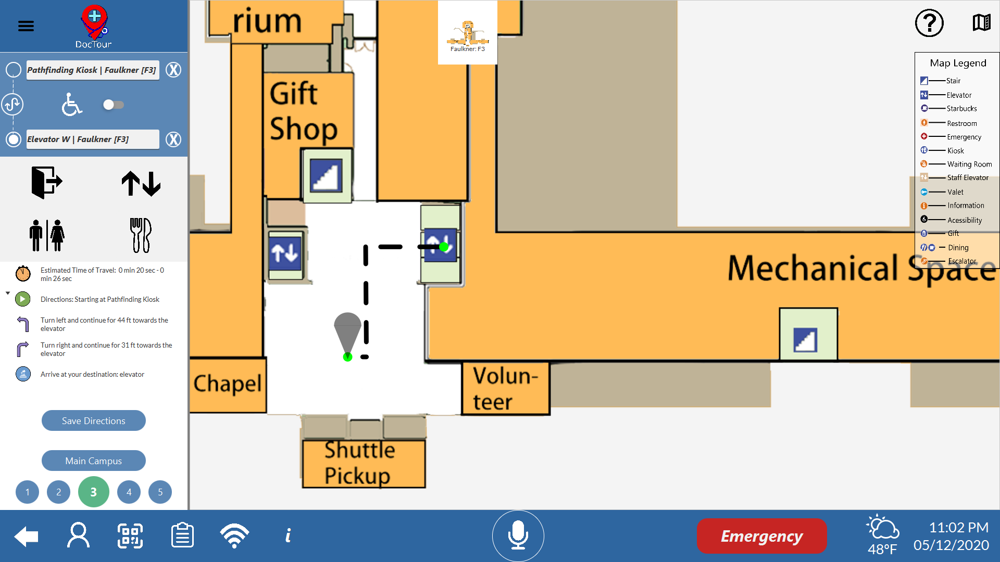 DocTour
Pathfinding Kiosk | Faulkner [F3]
X
Elevator W | Faulkner [F3]
X
Estimated Time of Travel: 0 min 20 sec - 0
min 26 sec
Directions: Starting at Pathfinding Kiosk
Turn left and continue for 44 ft towards the
elevator
Turn right and continue for 31 ft towards the
elevator
Arrive at your destination: elevator
Save Directions
Main Campus
1 2 3 4 5
rium
Gift
Shop
Chapel
Shuttle
Pickup
Volun-
teer
Mechanical Space
Faulkner: F3
?
Map Legend
Stair
Elevator
Starbucks
Restroom
Emergency
Kiosk
Waiting Room
Staff Elevator
Valet
Information
Acessibility
Gift
Dining
Escalator
i
Emergency
48°F
11:02 PM
05/12/2020